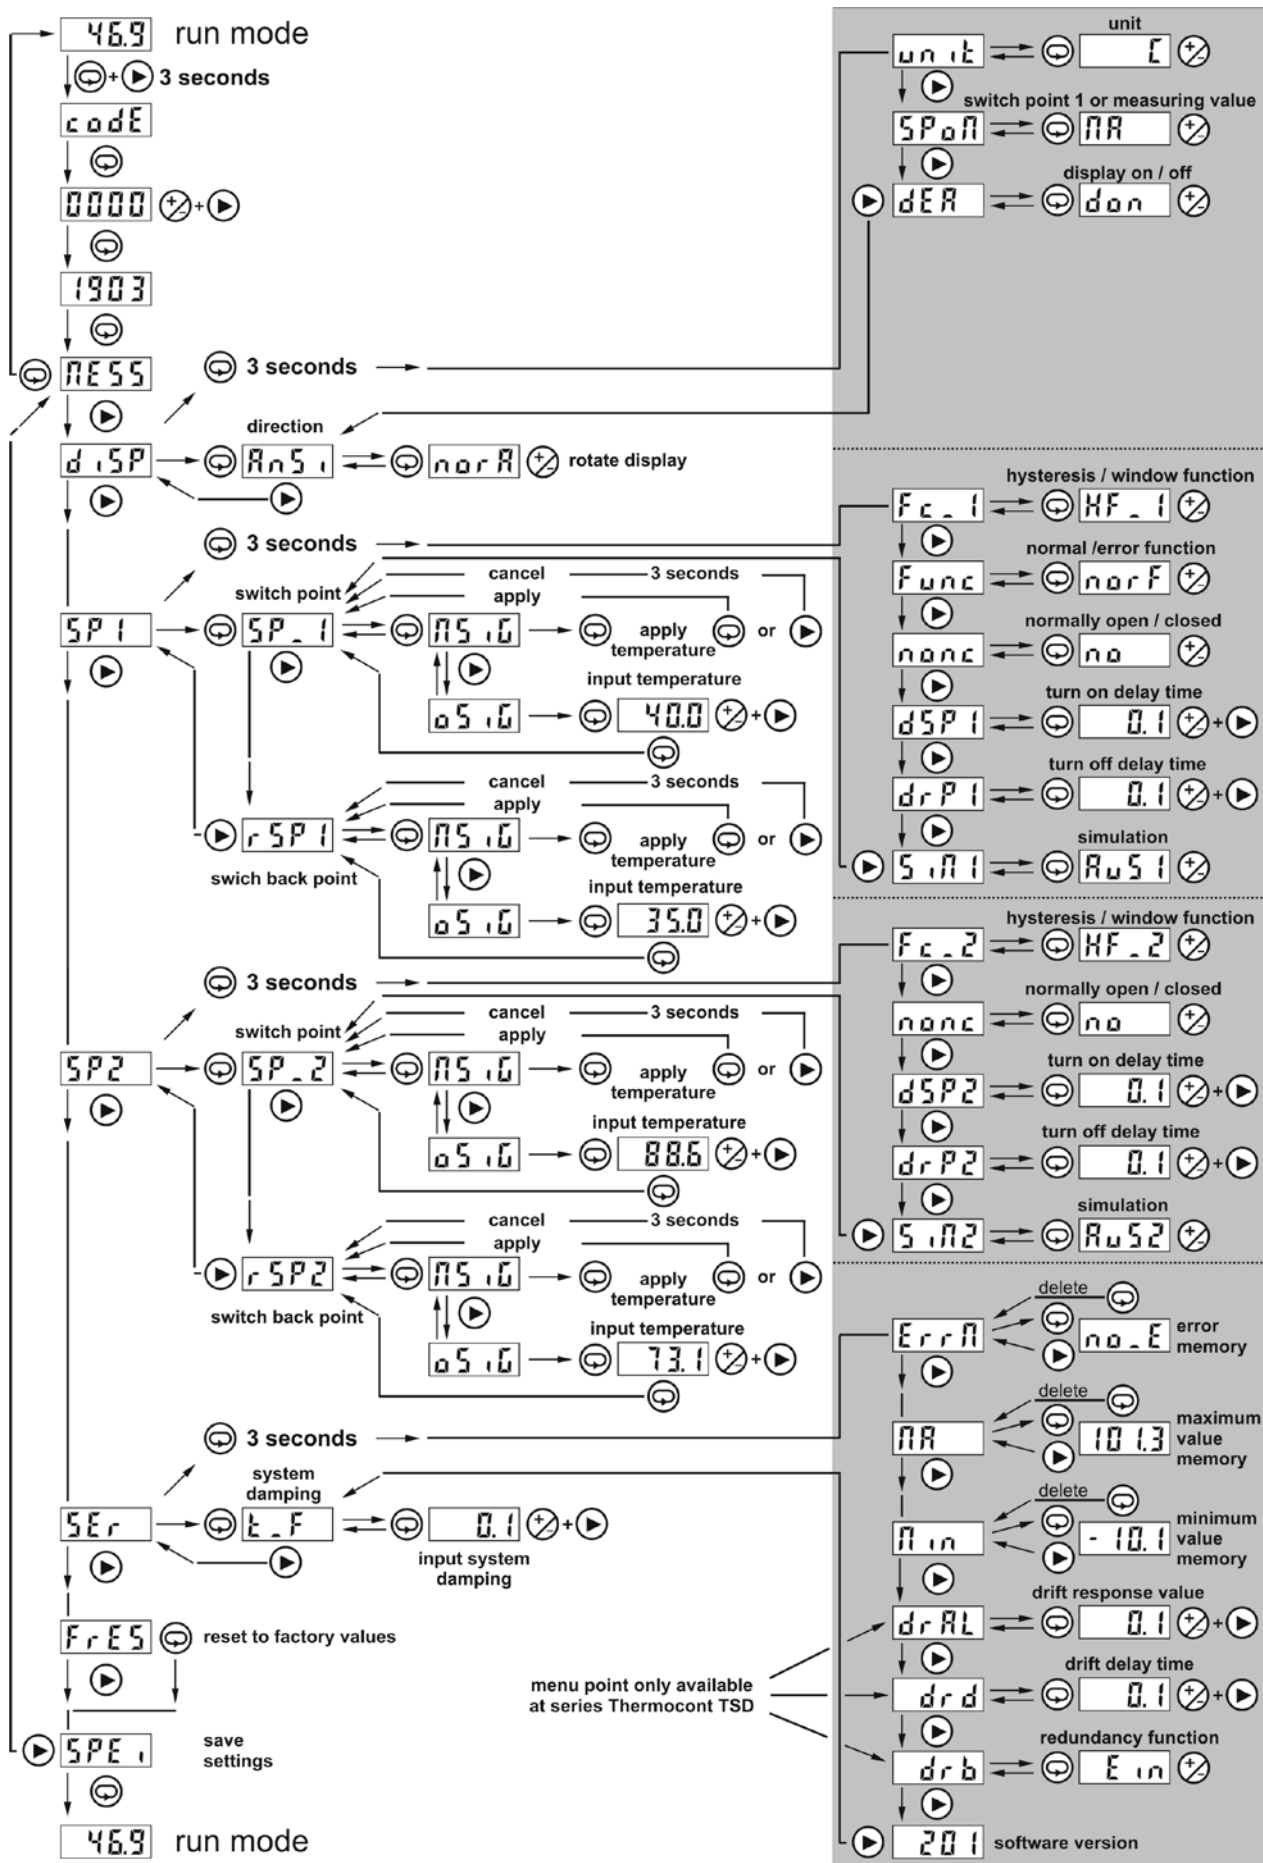 46.9 run mode
+ 3 seconds
codE
0000 +/- +
1903
MESS
3 seconds
direction
diSP AnSi norA +/- rotate display
3 seconds
cancel 3 seconds
switch point apply
SP1 SP_1 MSiG apply temperature or
input temperature
oSiG 40.0 +/- +
cancel 3 seconds
apply
rSP1 MSiG apply temperature or
swich back point
input temperature
oSiG 35.0 +/- +
3 seconds
cancel 3 seconds
switch point apply
SP2 SP_2 MSiG apply temperature or
input temperature
oSiG 88.6 +/- +
cancel 3 seconds
apply
rSP2 MSiG apply temperature or
switch back point
input temperature
oSiG 73.1 +/- +
3 seconds
system
damping
SEr t_F 0.1 +/- +
input system
damping
FrES reset to factory values
SPEi save
settings
46.9 run mode
menu point only available
at series Thermocont TSD
unit
unit C +/-
switch point 1 or measuring value
SPoM MA +/-
display on / off
dEA don +/-
hysteresis / window function
Fc_1 HF_1 +/-
normal /error function
Func norF +/-
normally open / closed
nonc no +/-
turn on delay time
dSP1 0.1 +/- +
turn off delay time
drP1 0.1 +/- +
simulation
SiM1 AuS1 +/-
hysteresis / window function
Fc_2 HF_2 +/-
normally open / closed
nonc no +/-
turn on delay time
dSP2 0.1 +/- +
turn off delay time
drP2 0.1 +/- +
simulation
SiM2 AuS2 +/-
delete
ErrM no_E error
memory
delete
MA 101.3 maximum
value
memory
delete
Min -10.1 minimum
value
memory
drift response value
drAL 0.1 +/- +
drift delay time
drd 0.1 +/- +
redundancy function
drb Ein +/-
201 software version